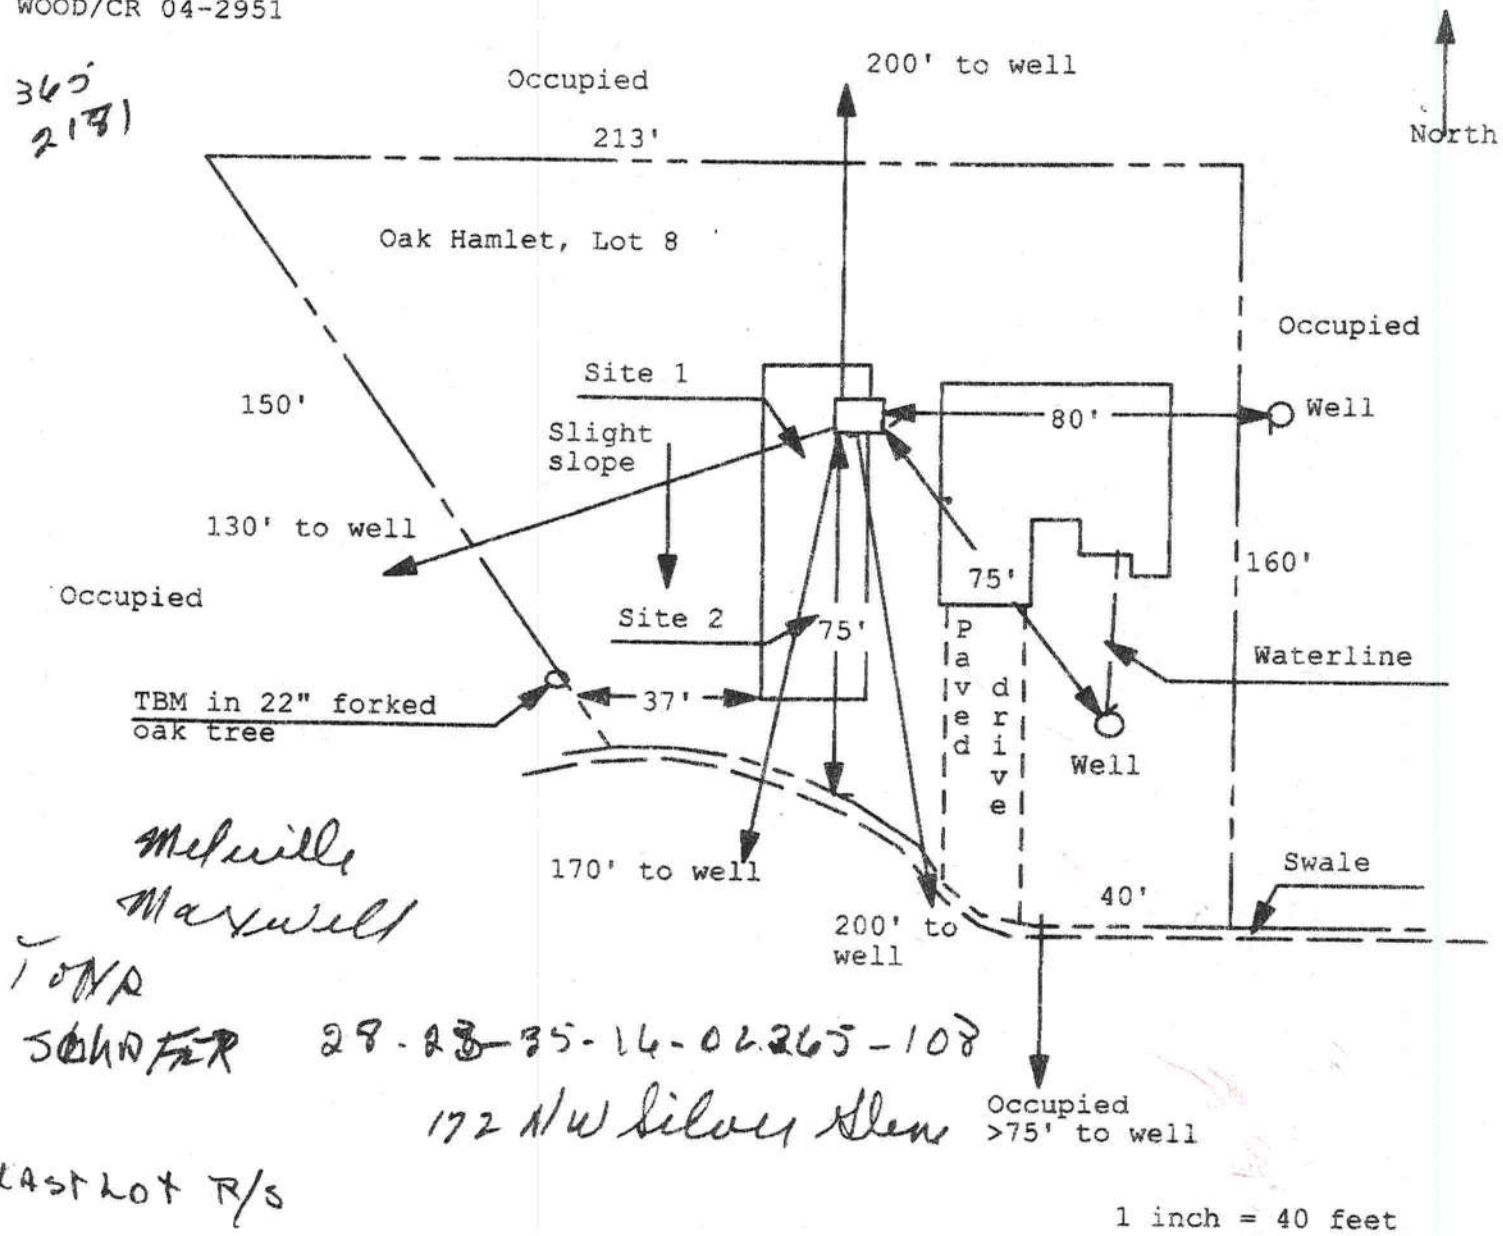 WOOD/CR 04-2951
365
Occupied
200' to well
North
213'
Oak Hamlet, Lot 8
Occupied
Site 1
150'
80'
Well
Slight
slope
130' to well
75'
160'
Occupied
Site 2
75'
Paved
drive
Waterline
TBM in 22" forked
oak tree
37'
Well
Melville
Maxwell
170' to well
Swale
40'
200' to
well
28-28-35-16-02265-108
172 NW Silver Glen
Occupied
>75' to well
Last Lot R/S
1 inch = 40 feet